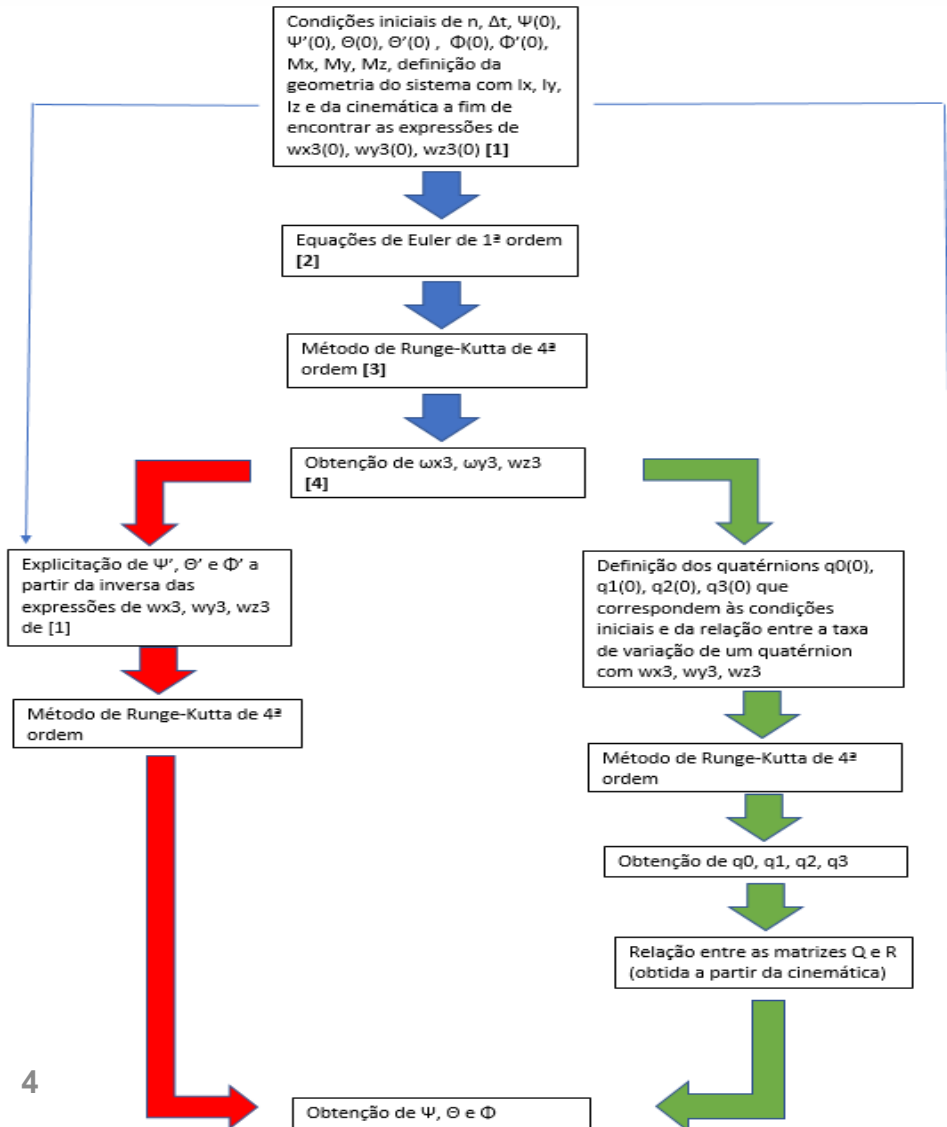 Condições iniciais de n, Δt, Ψ(0),
Ψ’(0), Θ(0), Θ’(0) , Φ(0), Φ’(0),
Mx, My, Mz, definição da
geometria do sistema com Ix, Iy,
Iz e da cinemática a fim de
encontrar as expressões de
wx3(0), wy3(0), wz3(0) [1]
Equações de Euler de 1ª ordem
[2]
Método de Runge-Kutta de 4ª
ordem [3]
Obtenção de ωx3, ωy3, wz3
[4]
Explicitação de Ψ’, Θ’ e Φ’ a
partir da inversa das
expressões de wx3, wy3, wz3
de [1]
Método de Runge-Kutta de 4ª
ordem
Definição dos quatérnions q0(0),
q1(0), q2(0), q3(0) que
correspondem às condições
iniciais e da relação entre a taxa
de variação de um quatérnion
com wx3, wy3, wz3
Método de Runge-Kutta de 4ª
ordem
Obtenção de q0, q1, q2, q3
Relação entre as matrizes Q e R
(obtida a partir da cinemática)
Obtenção de Ψ, Θ e Φ
4